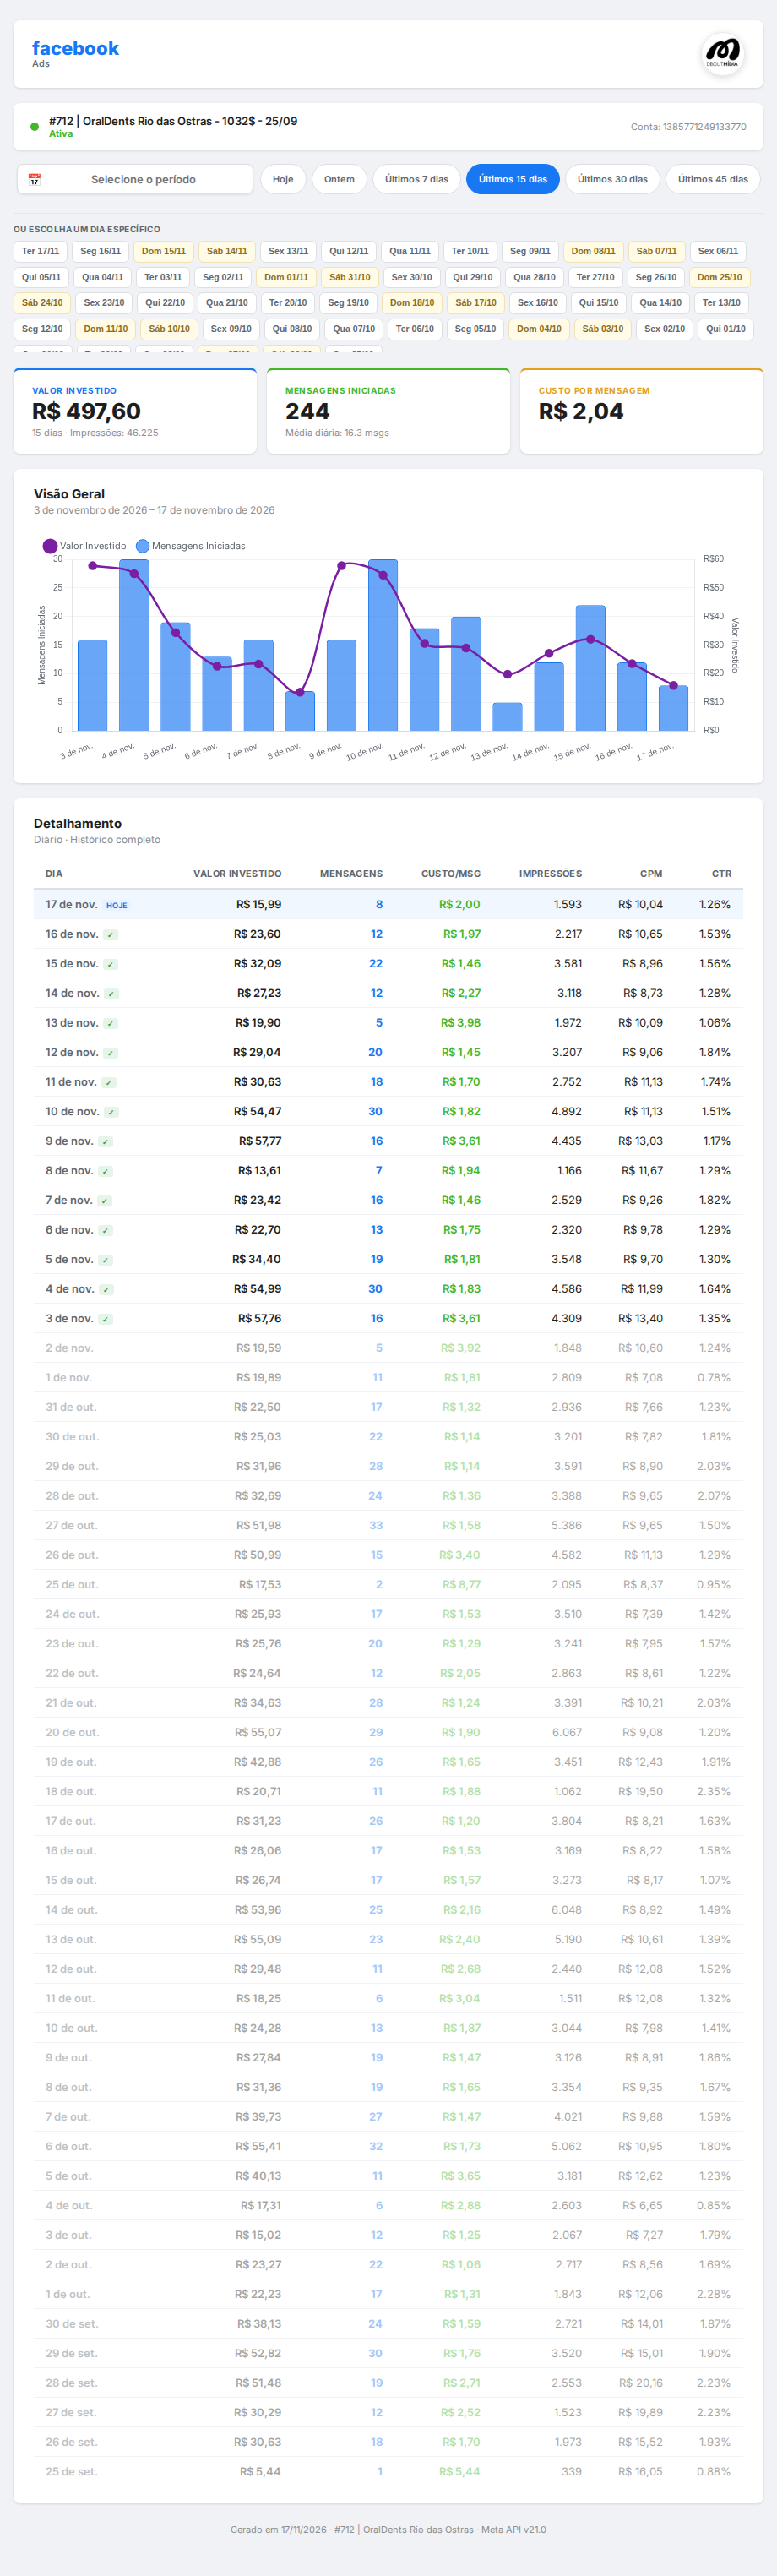 facebook
Ads
ABOUTMÍDIA
#712 | OralDents Rio das Ostras - 1032$ - 25/09
Ativa
Conta: 1385771249133770
📅 Selecione o período Hoje Ontem Últimos 7 dias Últimos 15 dias Últimos 30 dias Últimos 45 dias
OU ESCOLHA UM DIA ESPECÍFICO
Ter 17/11 Seg 16/11 Dom 15/11 Sáb 14/11 Sex 13/11 Qui 12/11 Qua 11/11 Ter 10/11 Seg 09/11 Dom 08/11 Sáb 07/11 Sex 06/11
Qui 05/11 Qua 04/11 Ter 03/11 Seg 02/11 Dom 01/11 Sáb 31/10 Sex 30/10 Qui 29/10 Qua 28/10 Ter 27/10 Seg 26/10 Dom 25/10
Sáb 24/10 Sex 23/10 Qui 22/10 Qua 21/10 Ter 20/10 Seg 19/10 Dom 18/10 Sáb 17/10 Sex 16/10 Qui 15/10 Qua 14/10 Ter 13/10
Seg 12/10 Dom 11/10 Sáb 10/10 Sex 09/10 Qui 08/10 Qua 07/10 Ter 06/10 Seg 05/10 Dom 04/10 Sáb 03/10 Sex 02/10 Qui 01/10
VALOR INVESTIDO
R$ 497,60
15 dias · Impressões: 46.225
MENSAGENS INICIADAS
244
Média diária: 16.3 msgs
CUSTO POR MENSAGEM
R$ 2,04
Visão Geral
3 de novembro de 2026 – 17 de novembro de 2026
Valor Investido Mensagens Iniciadas
Mensagens Iniciadas
30
25
20
15
10
5
0
R$60
R$50
R$40
R$30
R$20
R$10
R$0
Valor Investido
3 de nov. 4 de nov. 5 de nov. 6 de nov. 7 de nov. 8 de nov. 9 de nov. 10 de nov. 11 de nov. 12 de nov. 13 de nov. 14 de nov. 15 de nov. 16 de nov. 17 de nov.
Detalhamento
Diário · Histórico completo
DIA VALOR INVESTIDO MENSAGENS CUSTO/MSG IMPRESSÕES CPM CTR
17 de nov. HOJE R$ 15,99 8 R$ 2,00 1.593 R$ 10,04 1.26%
16 de nov. ✓ R$ 23,60 12 R$ 1,97 2.217 R$ 10,65 1.53%
15 de nov. ✓ R$ 32,09 22 R$ 1,46 3.581 R$ 8,96 1.56%
14 de nov. ✓ R$ 27,23 12 R$ 2,27 3.118 R$ 8,73 1.28%
13 de nov. ✓ R$ 19,90 5 R$ 3,98 1.972 R$ 10,09 1.06%
12 de nov. ✓ R$ 29,04 20 R$ 1,45 3.207 R$ 9,06 1.84%
11 de nov. ✓ R$ 30,63 18 R$ 1,70 2.752 R$ 11,13 1.74%
10 de nov. ✓ R$ 54,47 30 R$ 1,82 4.892 R$ 11,13 1.51%
9 de nov. ✓ R$ 57,77 16 R$ 3,61 4.435 R$ 13,03 1.17%
8 de nov. ✓ R$ 13,61 7 R$ 1,94 1.166 R$ 11,67 1.29%
7 de nov. ✓ R$ 23,42 16 R$ 1,46 2.529 R$ 9,26 1.82%
6 de nov. ✓ R$ 22,70 13 R$ 1,75 2.320 R$ 9,78 1.29%
5 de nov. ✓ R$ 34,40 19 R$ 1,81 3.548 R$ 9,70 1.30%
4 de nov. ✓ R$ 54,99 30 R$ 1,83 4.586 R$ 11,99 1.64%
3 de nov. ✓ R$ 57,76 16 R$ 3,61 4.309 R$ 13,40 1.35%
2 de nov. R$ 19,59 5 R$ 3,92 1.848 R$ 10,60 1.24%
1 de nov. R$ 19,89 11 R$ 1,81 2.809 R$ 7,08 0.78%
31 de out. R$ 22,50 17 R$ 1,32 2.936 R$ 7,66 1.23%
30 de out. R$ 25,03 22 R$ 1,14 3.201 R$ 7,82 1.81%
29 de out. R$ 31,96 28 R$ 1,14 3.591 R$ 8,90 2.03%
28 de out. R$ 32,69 24 R$ 1,36 3.388 R$ 9,65 2.07%
27 de out. R$ 51,98 33 R$ 1,58 5.386 R$ 9,65 1.50%
26 de out. R$ 50,99 15 R$ 3,40 4.582 R$ 11,13 1.29%
25 de out. R$ 17,53 2 R$ 8,77 2.095 R$ 8,37 0.95%
24 de out. R$ 25,93 17 R$ 1,53 3.510 R$ 7,39 1.42%
23 de out. R$ 25,76 20 R$ 1,29 3.241 R$ 7,95 1.57%
22 de out. R$ 24,64 12 R$ 2,05 2.863 R$ 8,61 1.22%
21 de out. R$ 34,63 28 R$ 1,24 3.391 R$ 10,21 2.03%
20 de out. R$ 55,07 29 R$ 1,90 6.067 R$ 9,08 1.20%
19 de out. R$ 42,88 26 R$ 1,65 3.451 R$ 12,43 1.91%
18 de out. R$ 20,71 11 R$ 1,88 1.062 R$ 19,50 2.35%
17 de out. R$ 31,23 26 R$ 1,20 3.804 R$ 8,21 1.63%
16 de out. R$ 26,06 17 R$ 1,53 3.169 R$ 8,22 1.58%
15 de out. R$ 26,74 17 R$ 1,57 3.273 R$ 8,17 1.07%
14 de out. R$ 53,96 25 R$ 2,16 6.048 R$ 8,92 1.49%
13 de out. R$ 55,09 23 R$ 2,40 5.190 R$ 10,61 1.39%
12 de out. R$ 29,48 11 R$ 2,68 2.440 R$ 12,08 1.52%
11 de out. R$ 18,25 6 R$ 3,04 1.511 R$ 12,08 1.32%
10 de out. R$ 24,28 13 R$ 1,87 3.044 R$ 7,98 1.41%
9 de out. R$ 27,84 19 R$ 1,47 3.126 R$ 8,91 1.86%
8 de out. R$ 31,36 19 R$ 1,65 3.354 R$ 9,35 1.67%
7 de out. R$ 39,73 27 R$ 1,47 4.021 R$ 9,88 1.59%
6 de out. R$ 55,41 32 R$ 1,73 5.062 R$ 10,95 1.80%
5 de out. R$ 40,13 11 R$ 3,65 3.181 R$ 12,62 1.23%
4 de out. R$ 17,31 6 R$ 2,88 2.603 R$ 6,65 0.85%
3 de out. R$ 15,02 12 R$ 1,25 2.067 R$ 7,27 1.79%
2 de out. R$ 23,27 22 R$ 1,06 2.717 R$ 8,56 1.69%
1 de out. R$ 22,23 17 R$ 1,31 1.843 R$ 12,06 2.28%
30 de set. R$ 38,13 24 R$ 1,59 2.721 R$ 14,01 1.87%
29 de set. R$ 52,82 30 R$ 1,76 3.520 R$ 15,01 1.90%
28 de set. R$ 51,48 19 R$ 2,71 2.553 R$ 20,16 2.23%
27 de set. R$ 30,29 12 R$ 2,52 1.523 R$ 19,89 2.23%
26 de set. R$ 30,63 18 R$ 1,70 1.973 R$ 15,52 1.93%
25 de set. R$ 5,44 1 R$ 5,44 339 R$ 16,05 0.88%
Gerado em 17/11/2026 · #712 | OralDents Rio das Ostras · Meta API v21.0